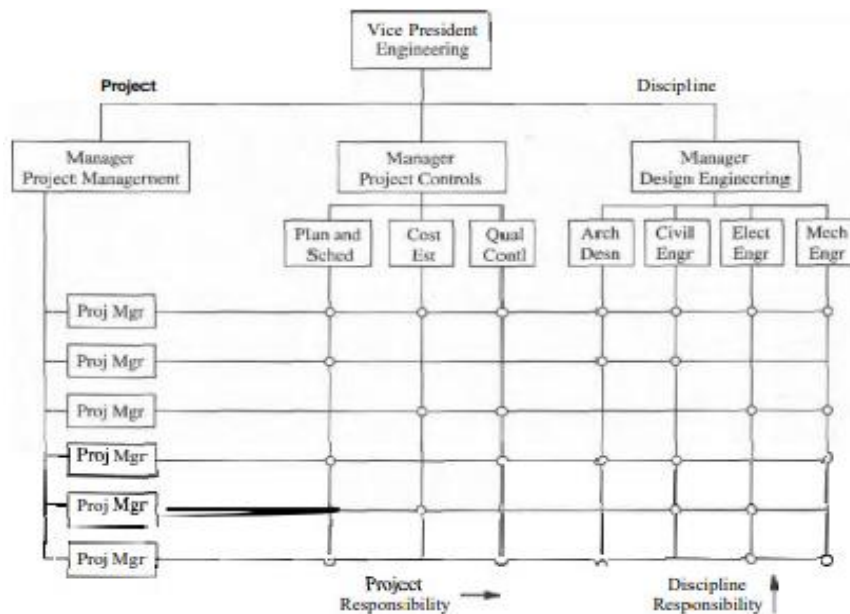 Vice President
Engineering
Project
Discipline
Manager
Project Management
Manager
Project Controls
Manager
Design Engineering
Plan and
Sched
Cost
Est
Qual
Contl
Arch
Desn
Civill
Engr
Elect
Engr
Mech
Engr
Proj Mgr
Proj Mgr
Proj Mgr
Proj Mgr
Proj Mgr
Proj Mgr
Project
Responsibility
Discipline
Responsibility